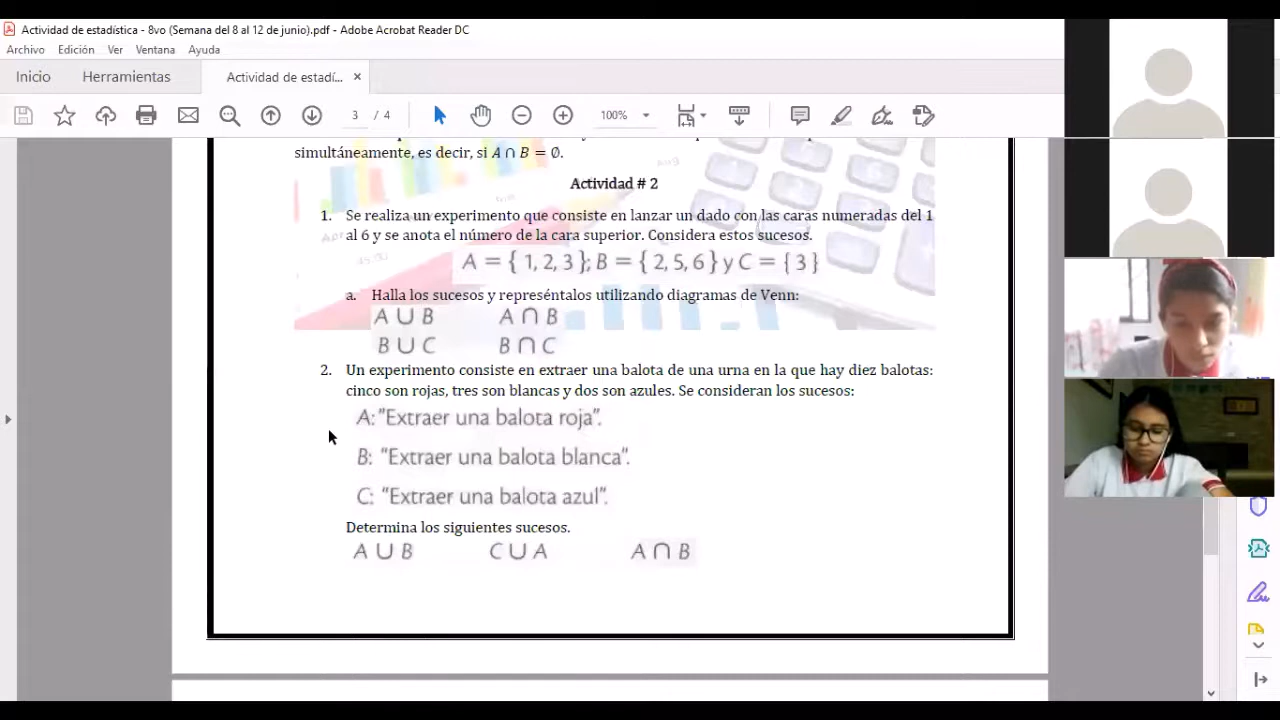 Actividad de estadística - 8vo (Semana del 8 al 12 de junio).pdf - Adobe Acrobat Reader DC
Archivo Edición Ver Ventana Ayuda
Inicio Herramientas Actividad de estadí... ×
3 / 4 100%
simultáneamente, es decir, si A ∩ B = ∅.
Actividad # 2
1. Se realiza un experimento que consiste en lanzar un dado con las caras numeradas del 1
al 6 y se anota el número de la cara superior. Considera estos sucesos.
A = { 1, 2, 3 }; B = { 2, 5, 6 } y C = { 3 }
a. Halla los sucesos y represéntalos utilizando diagramas de Venn:
A ∪ B A ∩ B
B ∪ C B ∩ C
2. Un experimento consiste en extraer una balota de una urna en la que hay diez balotas:
cinco son rojas, tres son blancas y dos son azules. Se consideran los sucesos:
A: "Extraer una balota roja".
B: "Extraer una balota blanca".
C: "Extraer una balota azul".
Determina los siguientes sucesos.
A ∪ B C ∪ A A ∩ B